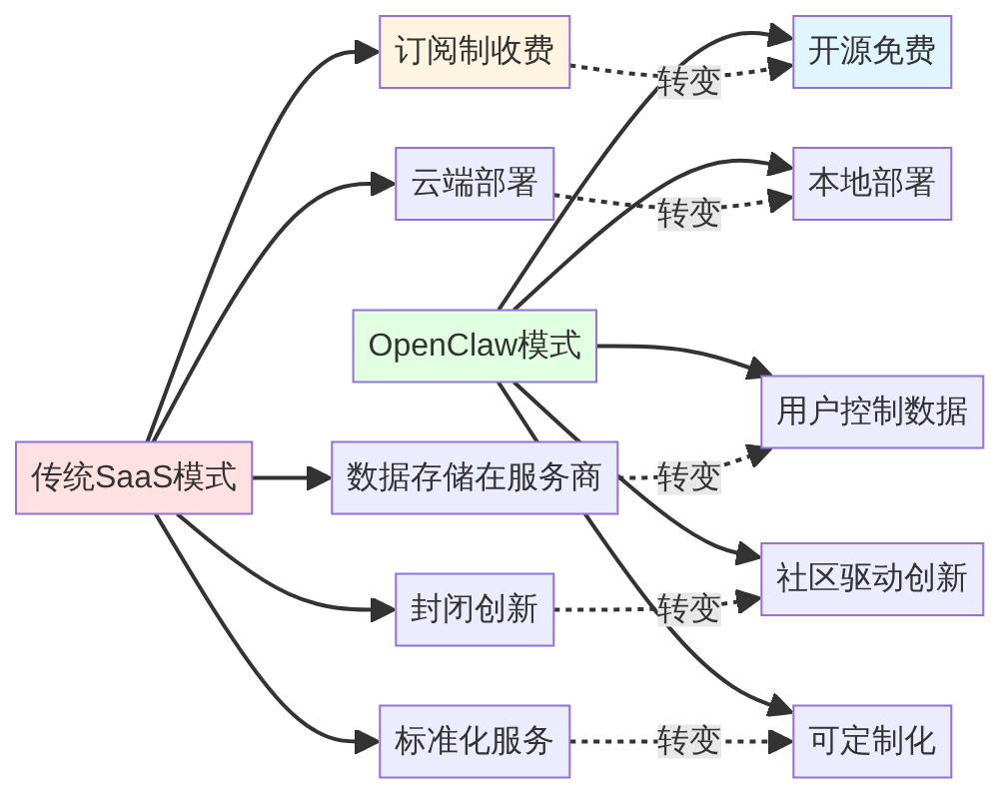 订阅制收费
开源免费
转变
云端部署
本地部署
转变
OpenClaw模式
用户控制数据
传统SaaS模式
数据存储在服务商
转变
社区驱动创新
封闭创新
转变
标准化服务
转变
可定制化